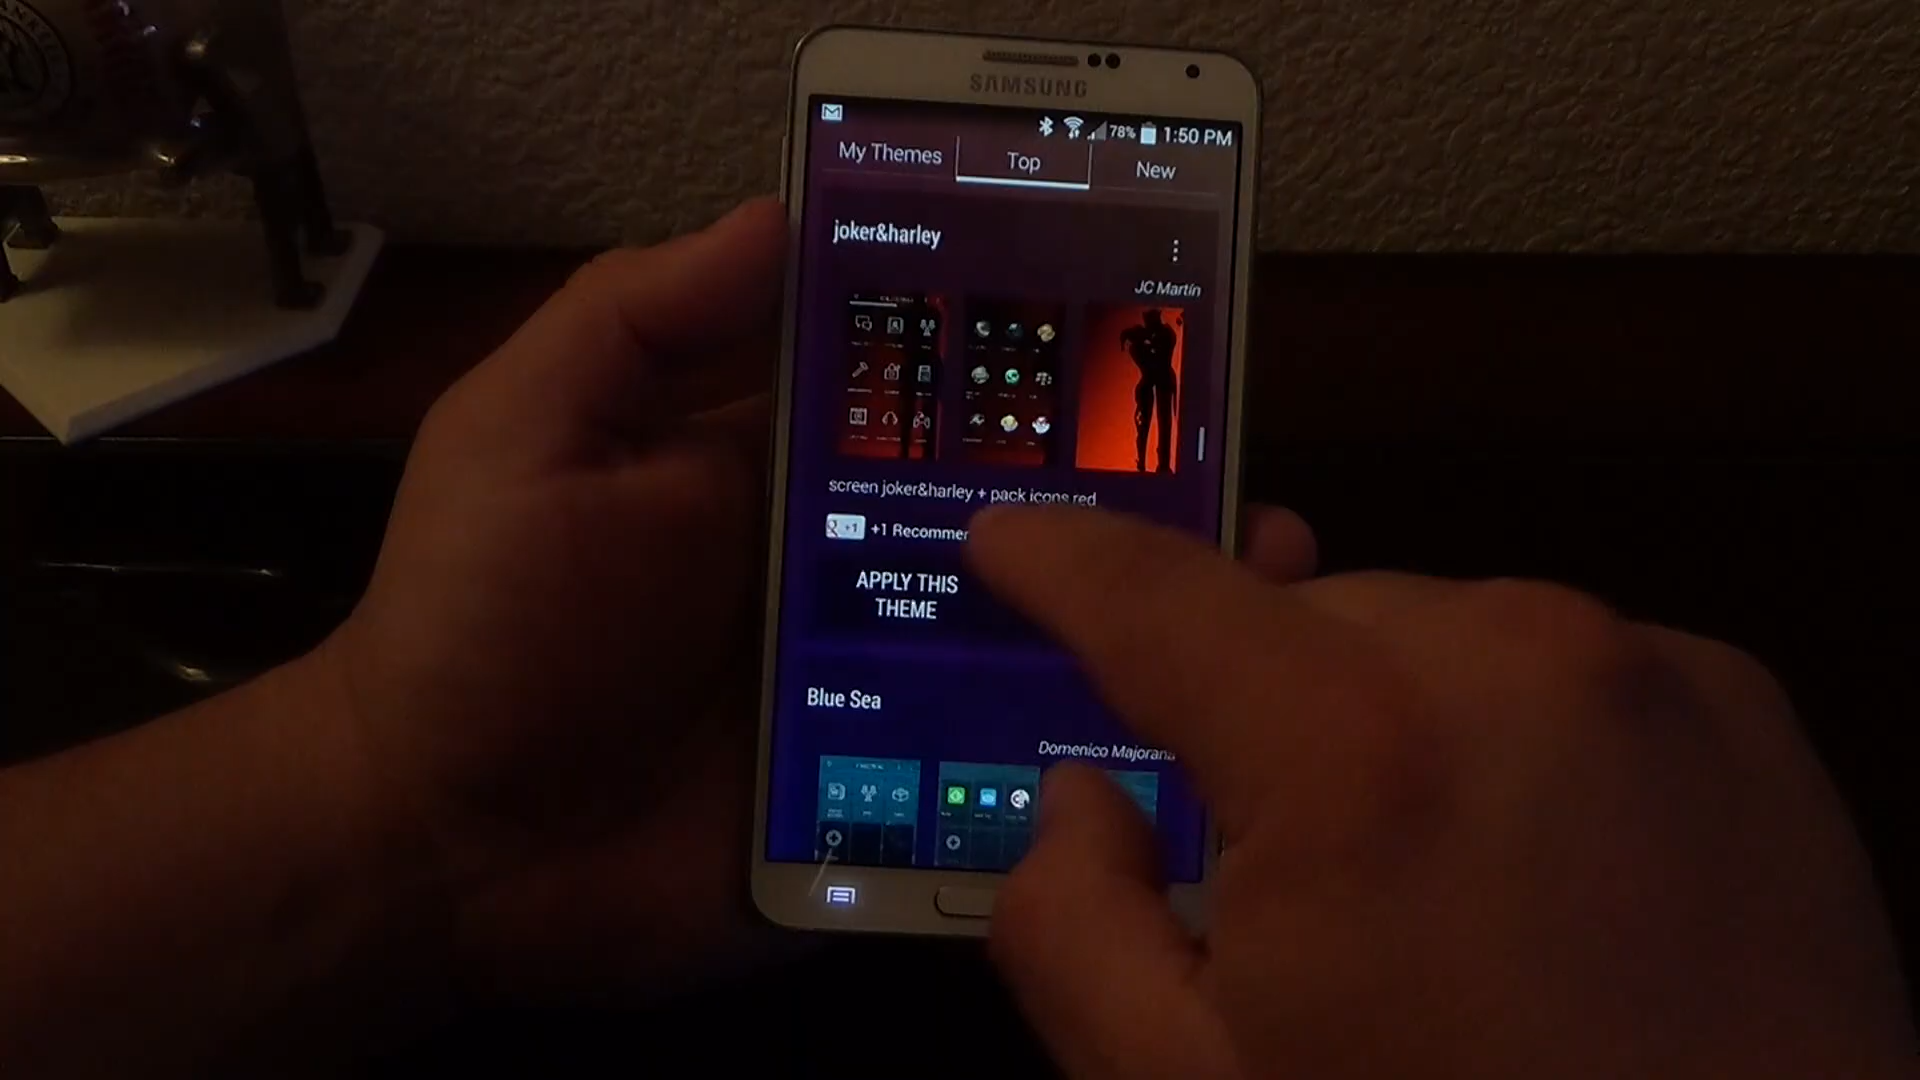 SAMSUNG
78% 1:50 PM
My Themes Top New
joker&harley
JC Martín
screen joker&harley + pack icons red
+1 +1 Recommen
APPLY THIS
THEME
Blue Sea
Domenico Majorana